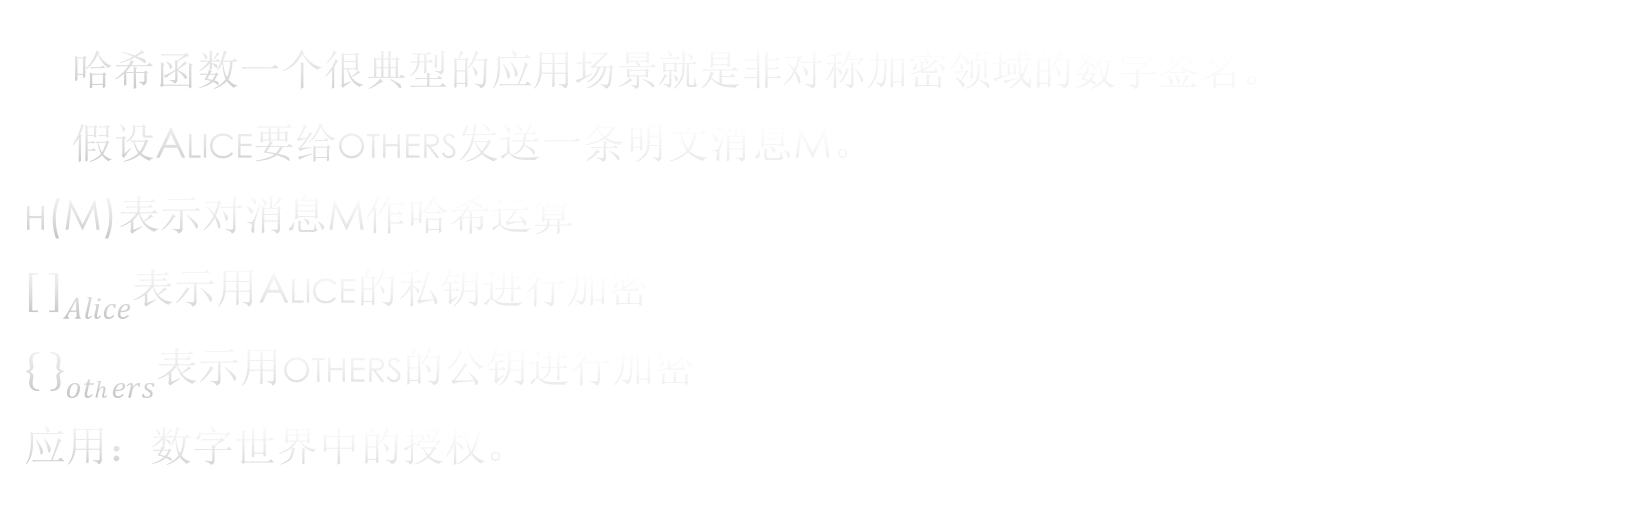 哈希函数一个很典型的应用场景就是非对称加密领域的数字签名。
假设ALICE要给OTHERS发送一条明文消息M。
H(M)表示对消息M作哈希运算
[ ]Alice表示用ALICE的私钥进行加密
{ }others表示用OTHERS的公钥进行加密
应用：数字世界中的授权。